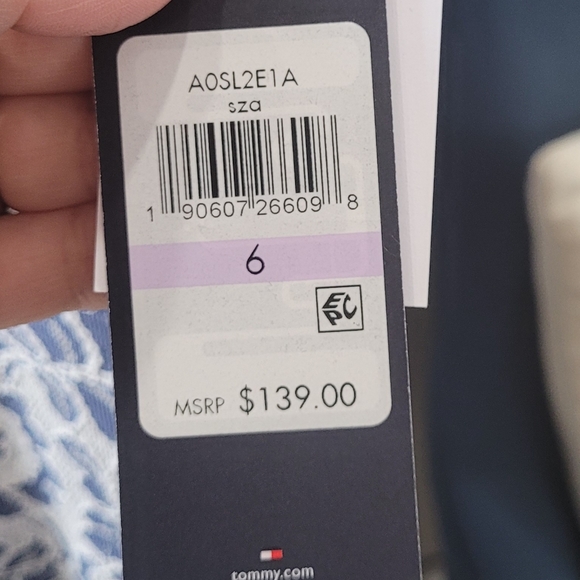 A0SL2E1A
sza
1 90607 26609 8
6
EPC
MSRP $139.00
tommy.com